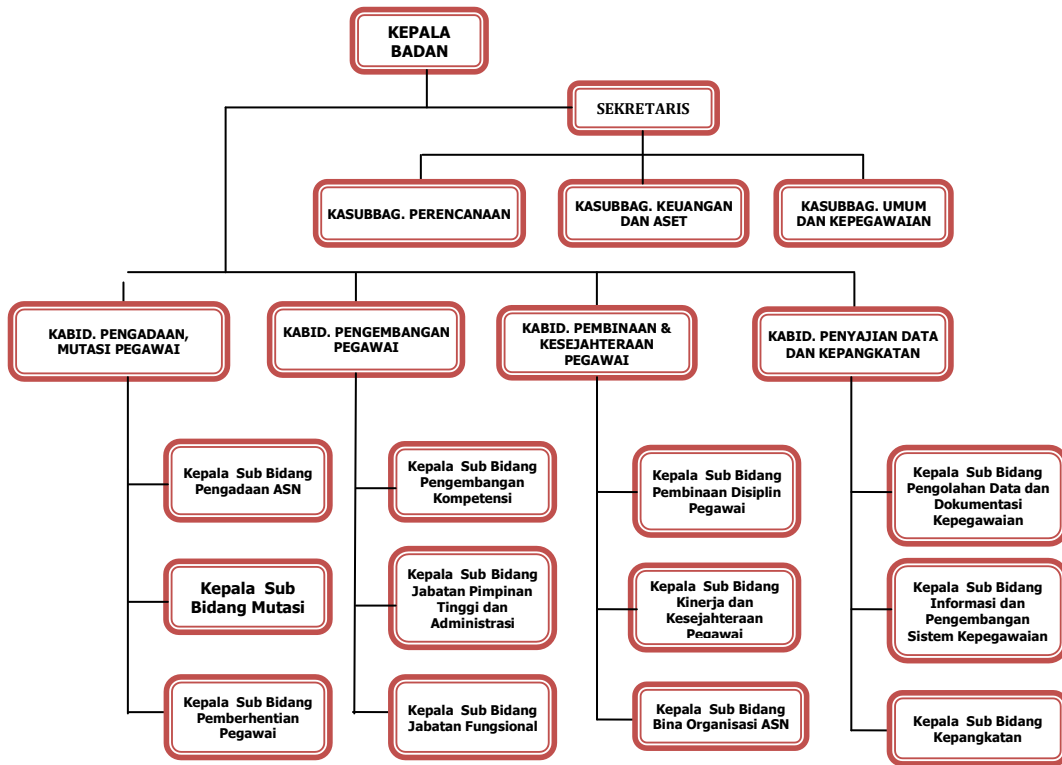 KEPALA
BADAN
SEKRETARIS
KASUBBAG. PERENCANAAN
KASUBBAG. KEUANGAN
DAN ASET
KASUBBAG. UMUM
DAN KEPEGAWAIAN
KABID. PENGADAAN,
MUTASI PEGAWAI
KABID. PENGEMBANGAN
PEGAWAI
KABID. PEMBINAAN &
KESEJAHTERAAN
PEGAWAI
KABID. PENYAJIAN DATA
DAN KEPANGKATAN
Kepala Sub Bidang
Pengadaan ASN
Kepala Sub
Bidang Mutasi
Kepala Sub Bidang
Pemberhentian
Pegawai
Kepala Sub Bidang
Pengembangan
Kompetensi
Kepala Sub Bidang
Jabatan Pimpinan
Tinggi dan
Administrasi
Kepala Sub Bidang
Jabatan Fungsional
Kepala Sub Bidang
Pembinaan Disiplin
Pegawai
Kepala Sub Bidang
Kinerja dan
Kesejahteraan
Pegawai
Kepala Sub Bidang
Bina Organisasi ASN
Kepala Sub Bidang
Pengolahan Data dan
Dokumentasi
Kepegawaian
Kepala Sub Bidang
Informasi dan
Pengembangan
Sistem Kepegawaian
Kepala Sub Bidang
Kepangkatan